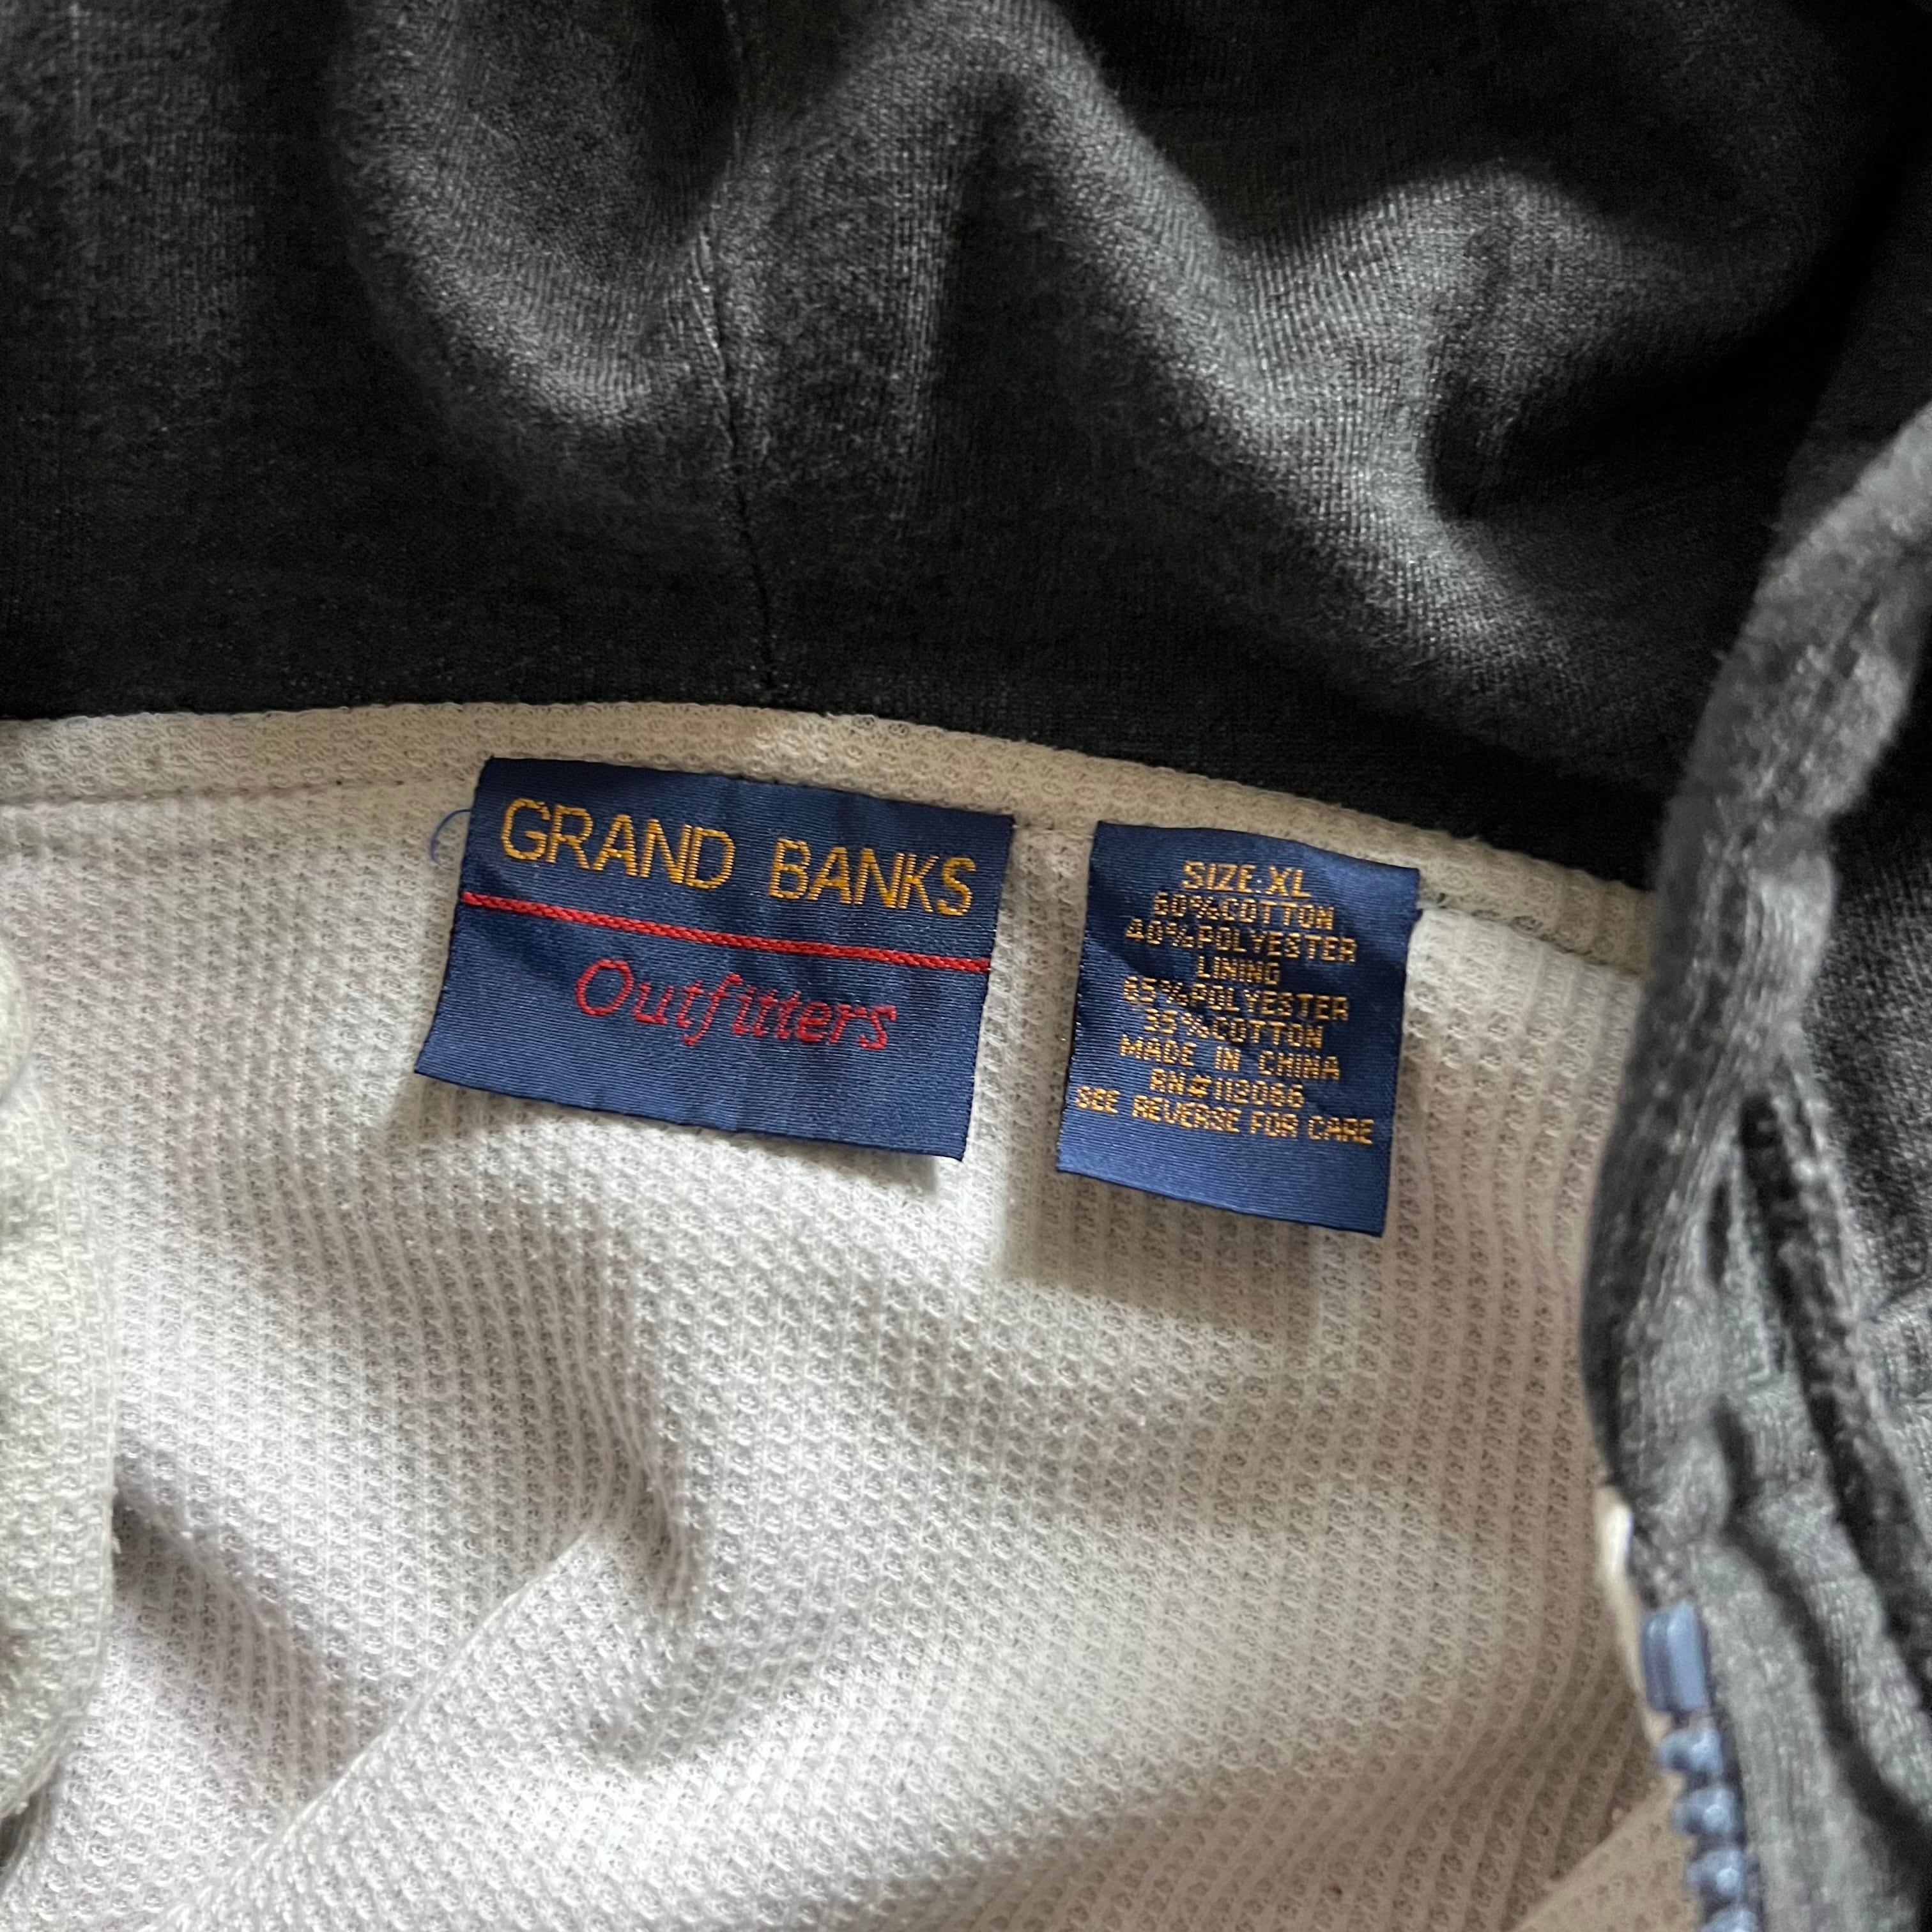 GRAND BANKS
Outfitters
SIZE:XL
60%COTTON
40%POLYESTER
LINING
65%POLYESTER
35%COTTON
MADE IN CHINA
RN#112066
SEE REVERSE FOR CARE